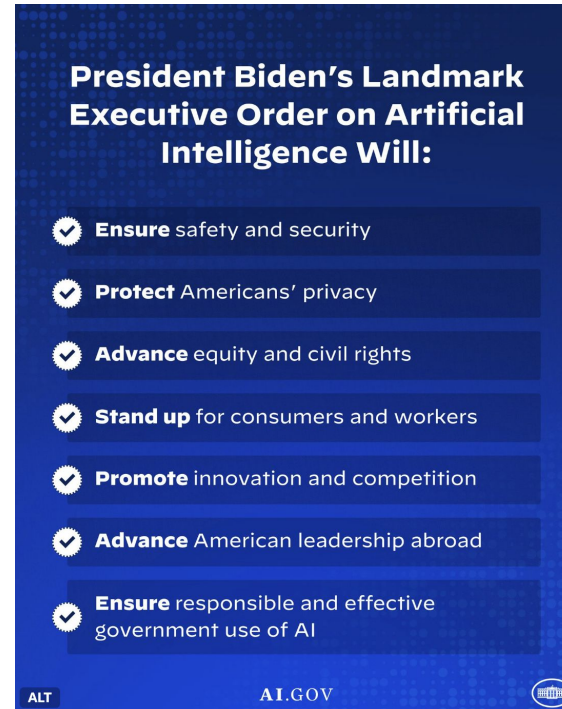 President Biden's Landmark
Executive Order on Artificial
Intelligence Will:
Ensure safety and security
Protect Americans' privacy
Advance equity and civil rights
Stand up for consumers and workers
Promote innovation and competition
Advance American leadership abroad
Ensure responsible and effective
government use of AI
ALT
AI.GOV